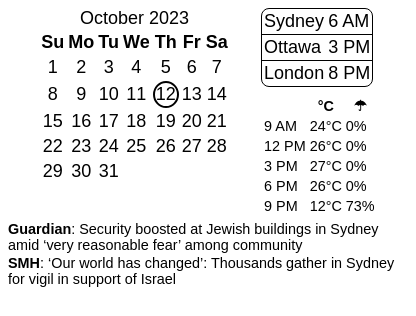 October 2023
Su Mo Tu We Th Fr Sa
1 2 3 4 5 6 7
8 9 10 11 12 13 14
15 16 17 18 19 20 21
22 23 24 25 26 27 28
29 30 31
Sydney 6 AM
Ottawa 3 PM
London 8 PM
°C ☂
9 AM 24°C 0%
12 PM 26°C 0%
3 PM 27°C 0%
6 PM 26°C 0%
9 PM 12°C 73%
Guardian: Security boosted at Jewish buildings in Sydney
amid ‘very reasonable fear’ among community
SMH: ‘Our world has changed’: Thousands gather in Sydney
for vigil in support of Israel